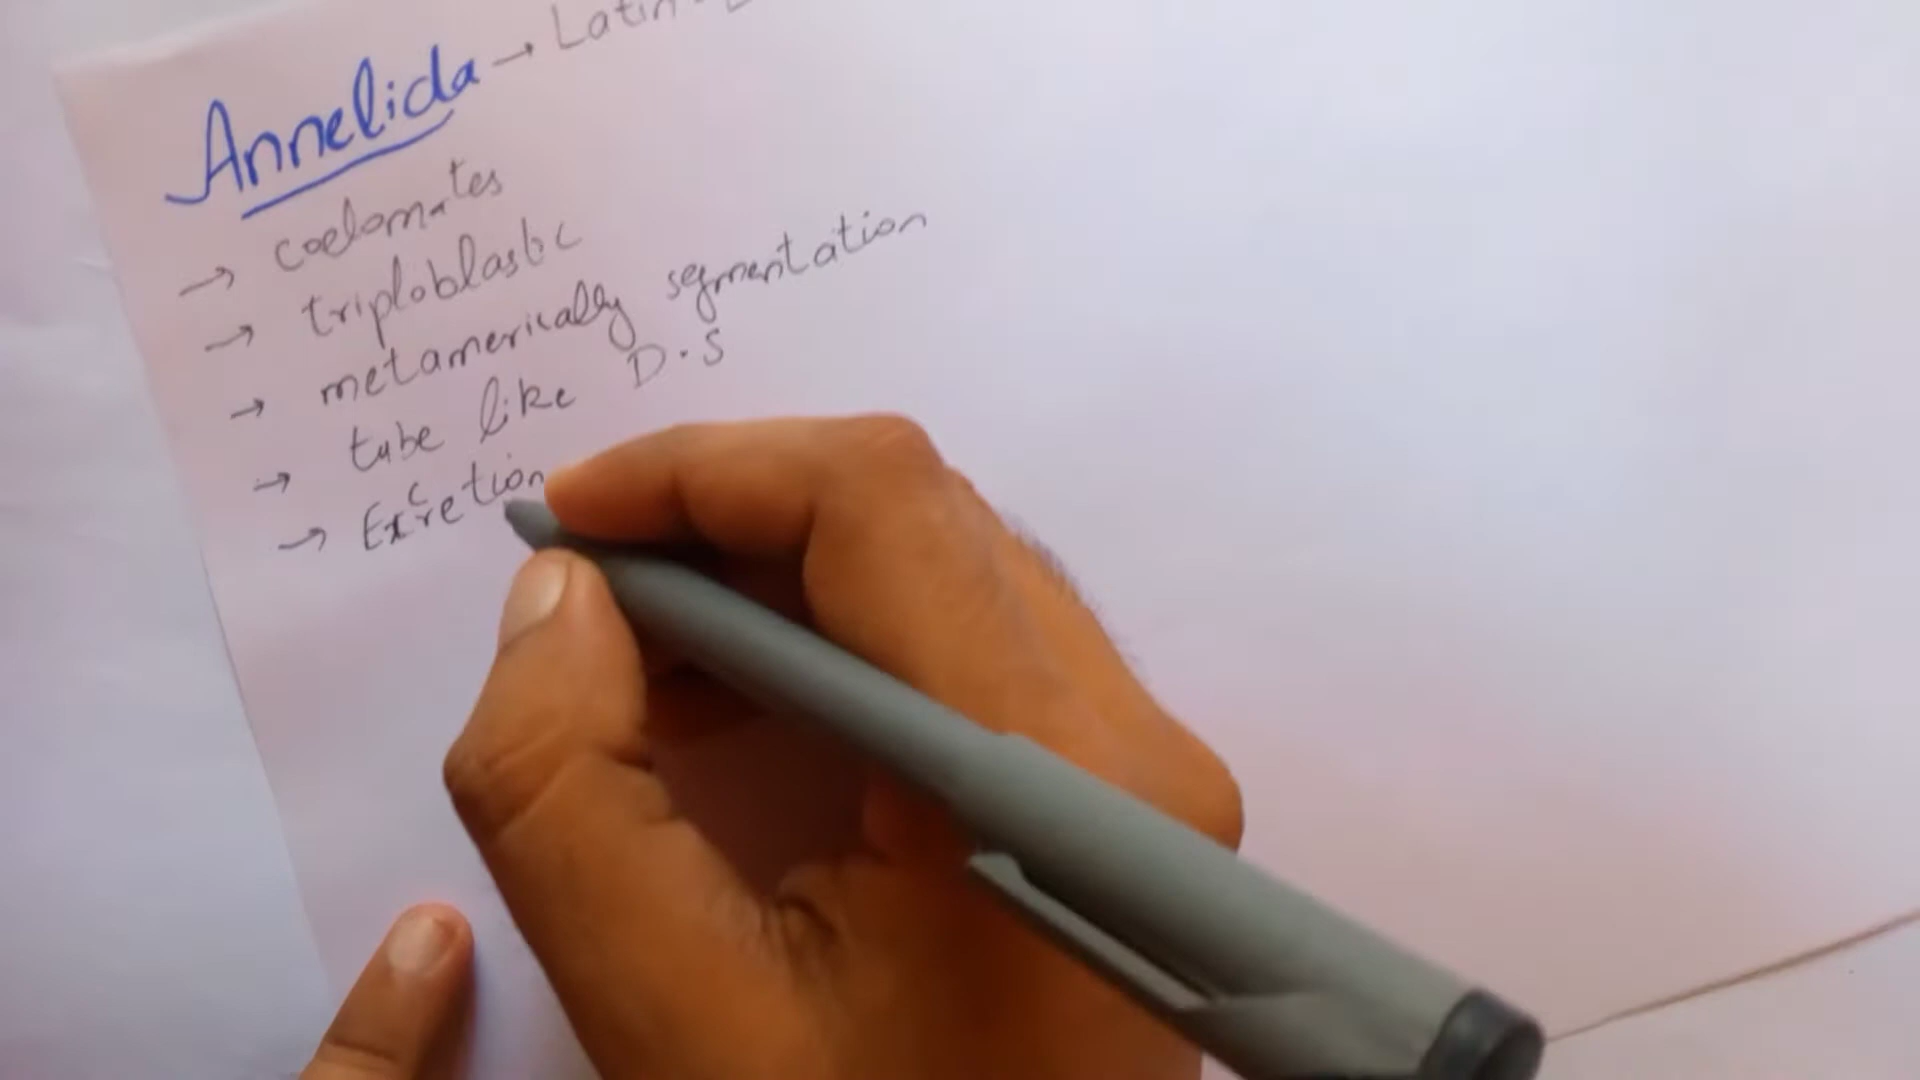 Annelida → Latin
→ coelomates
→ triploblastic
→ metamerically segmentation
→ tube like D.S
→ Excretion